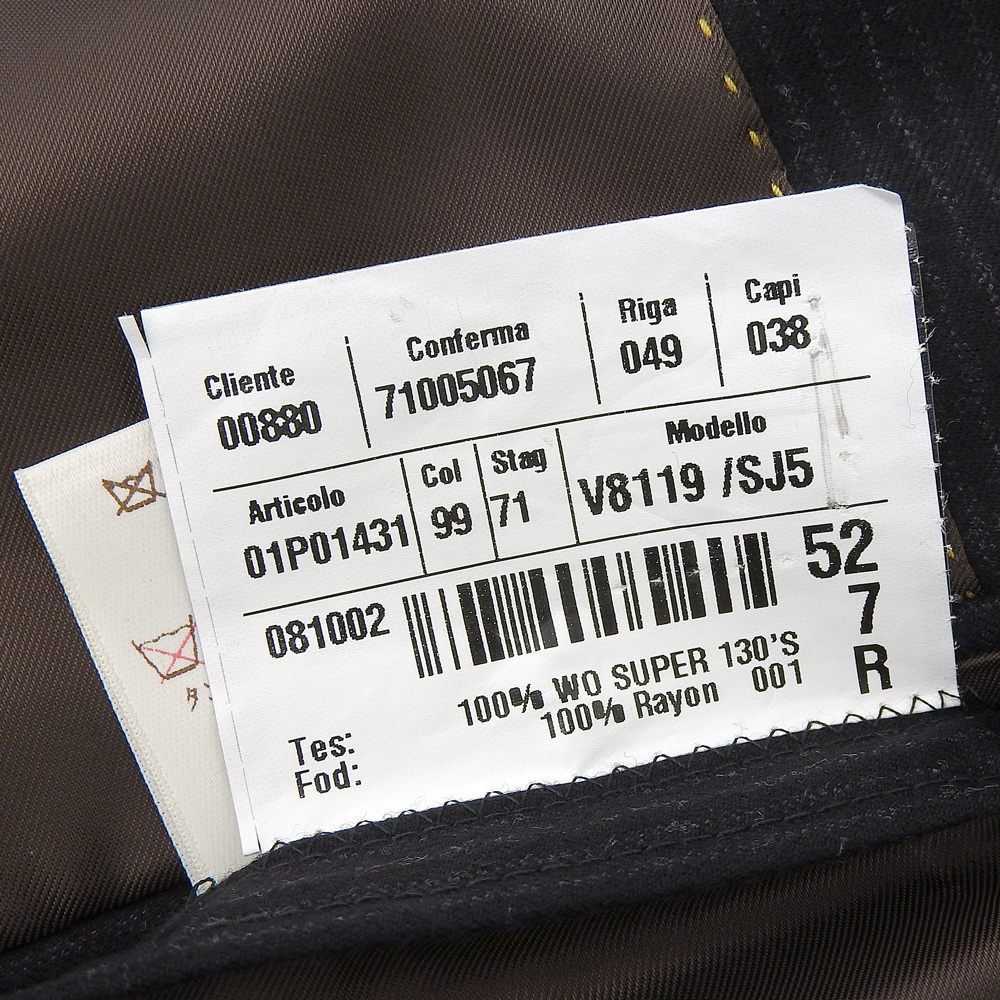 Cliente Conferma Riga Capi
00880 71005067 049 038
Articolo Col Stag Modello
01P01431 99 71 V8119 /SJ5
081002 52
7
R
Tes: 100% WO SUPER 130'S
Fod: 100% Rayon 001